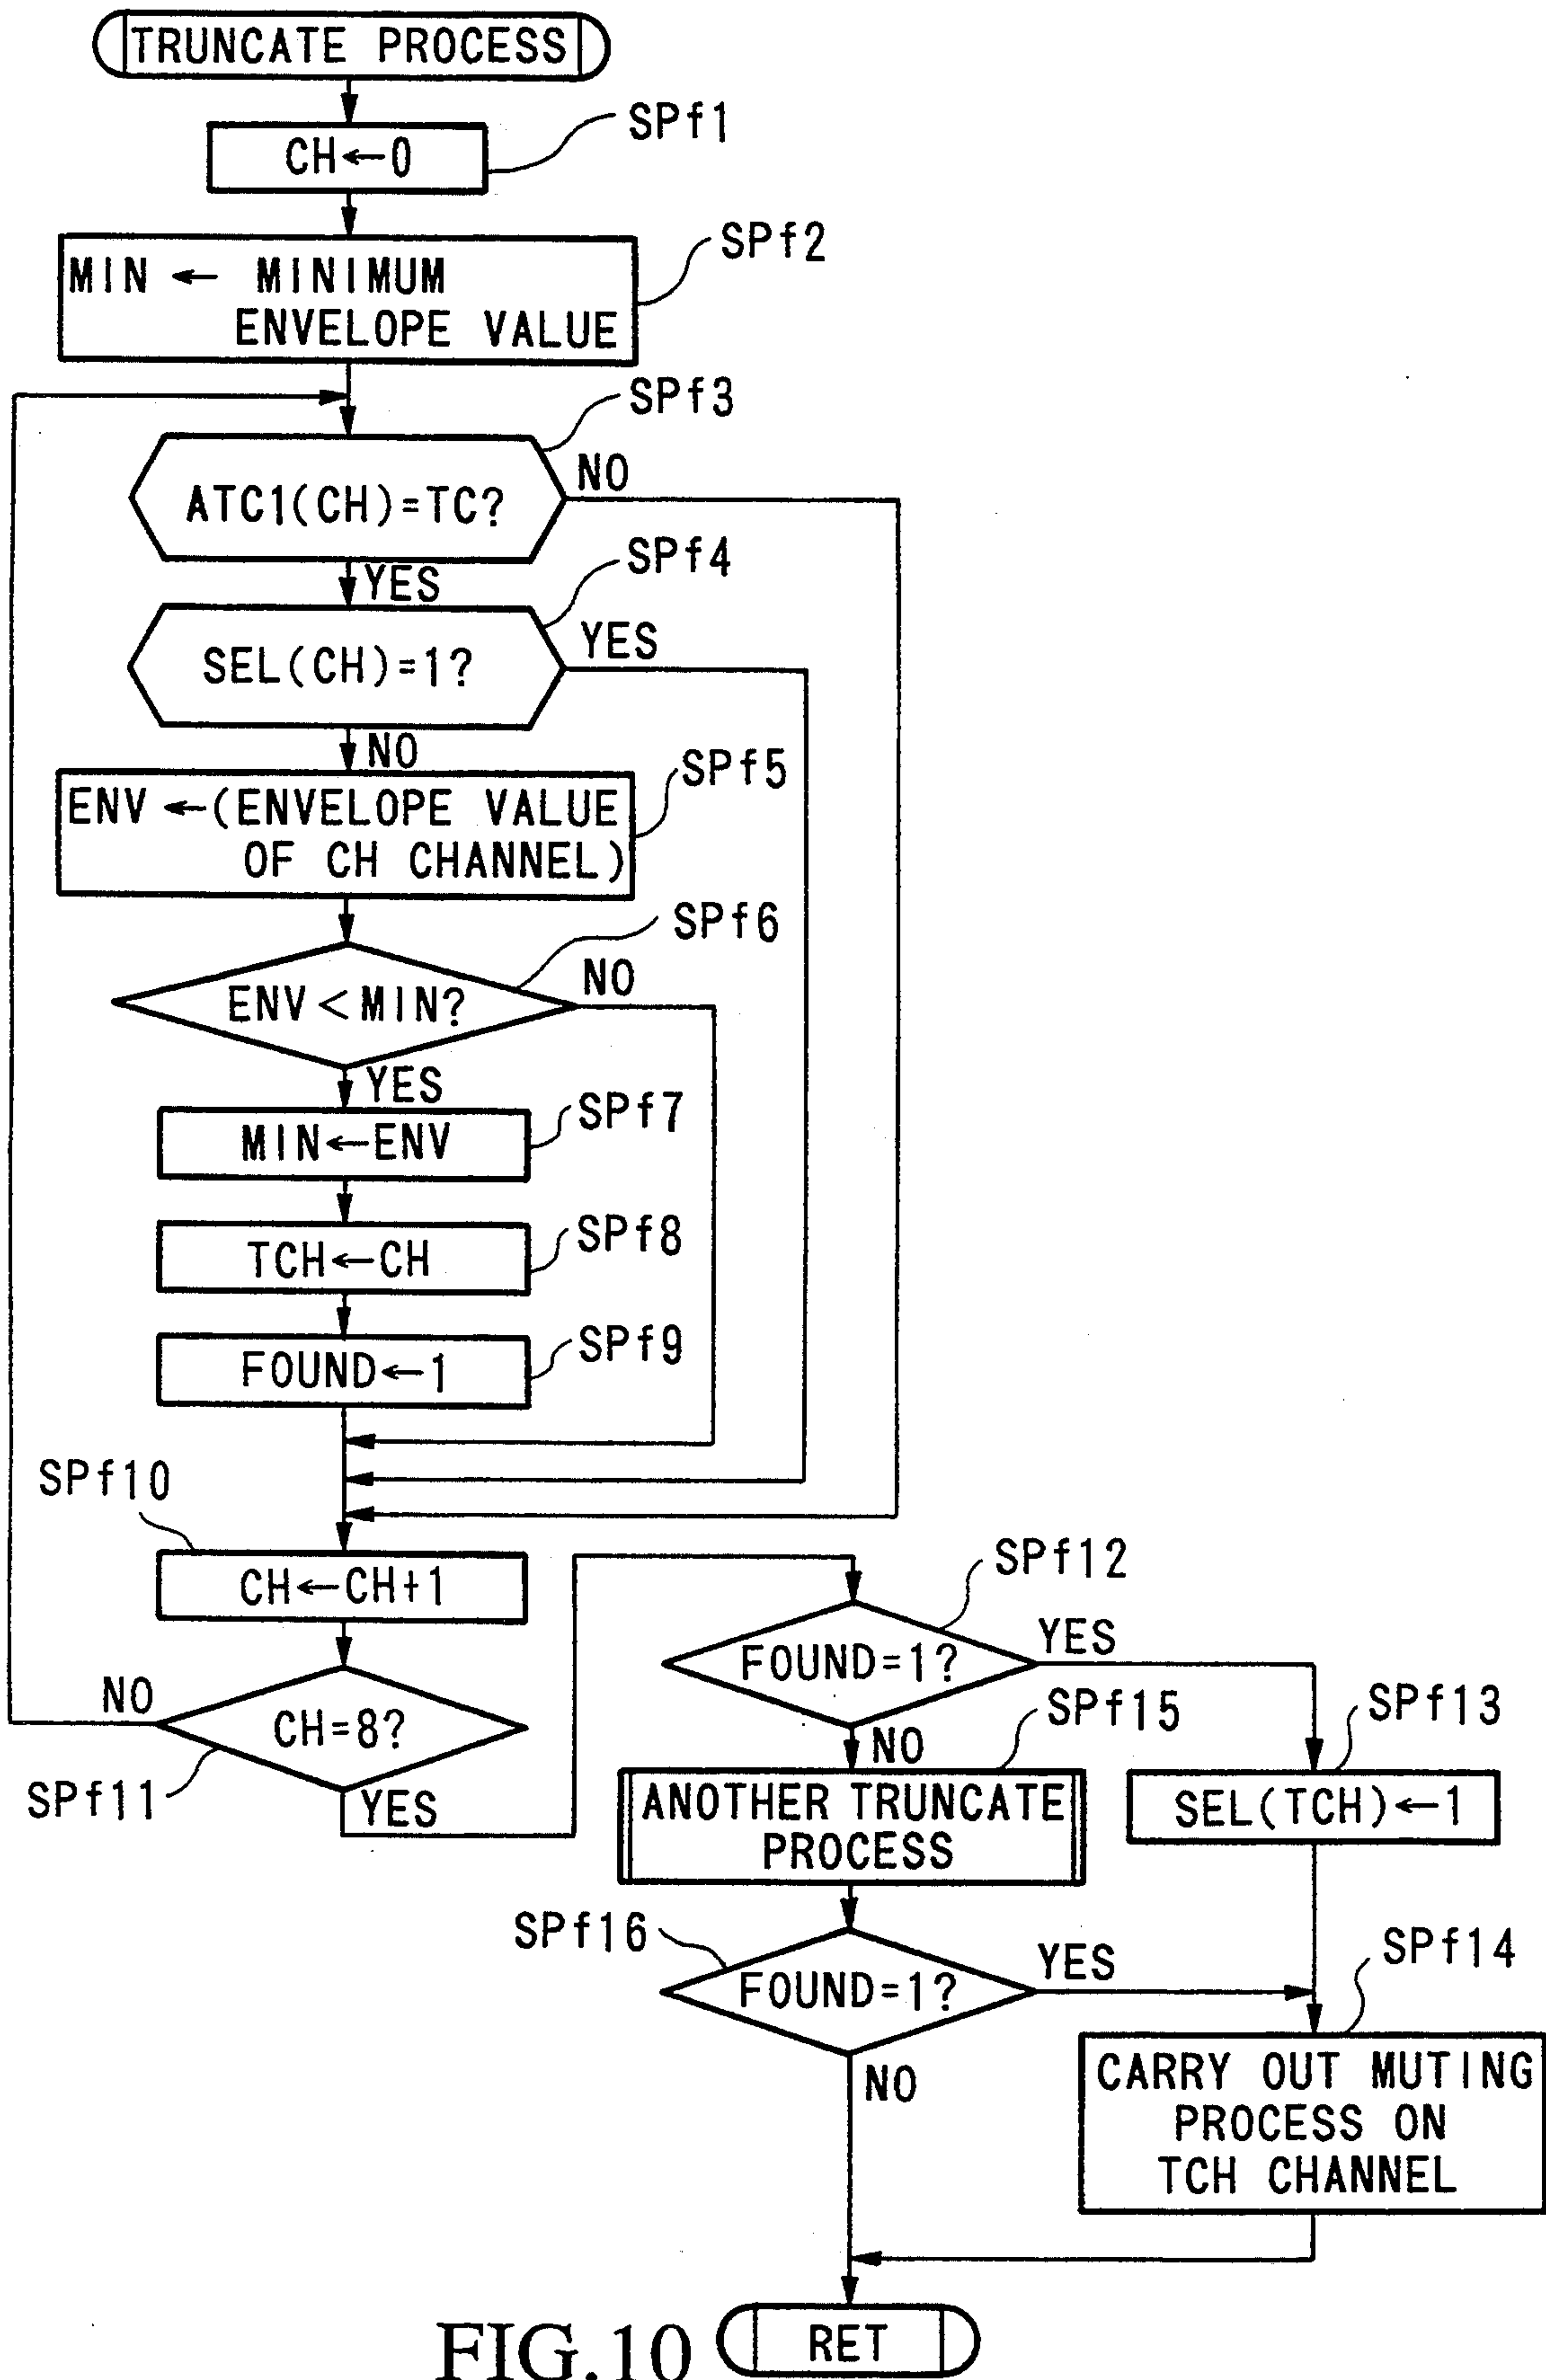 TRUNCATE PROCESS
SPf1
CH←0
SPf2
MIN ← MINIMUM
ENVELOPE VALUE
SPf3
ATC1(CH)=TC?
NO
YES
SPf4
SEL(CH)=1?
YES
NO
SPf5
ENV ←(ENVELOPE VALUE
OF CH CHANNEL)
SPf6
ENV<MIN?
NO
YES
SPf7
MIN←ENV
SPf8
TCH←CH
SPf9
FOUND←1
SPf10
CH←CH+1
SPf11
CH=8?
NO
YES
SPf12
FOUND=1?
YES
NO
SPf13
SEL(TCH)←1
SPf15
ANOTHER TRUNCATE
PROCESS
SPf16
FOUND=1?
YES
NO
SPf14
CARRY OUT MUTING
PROCESS ON
TCH CHANNEL
RET
FIG.10